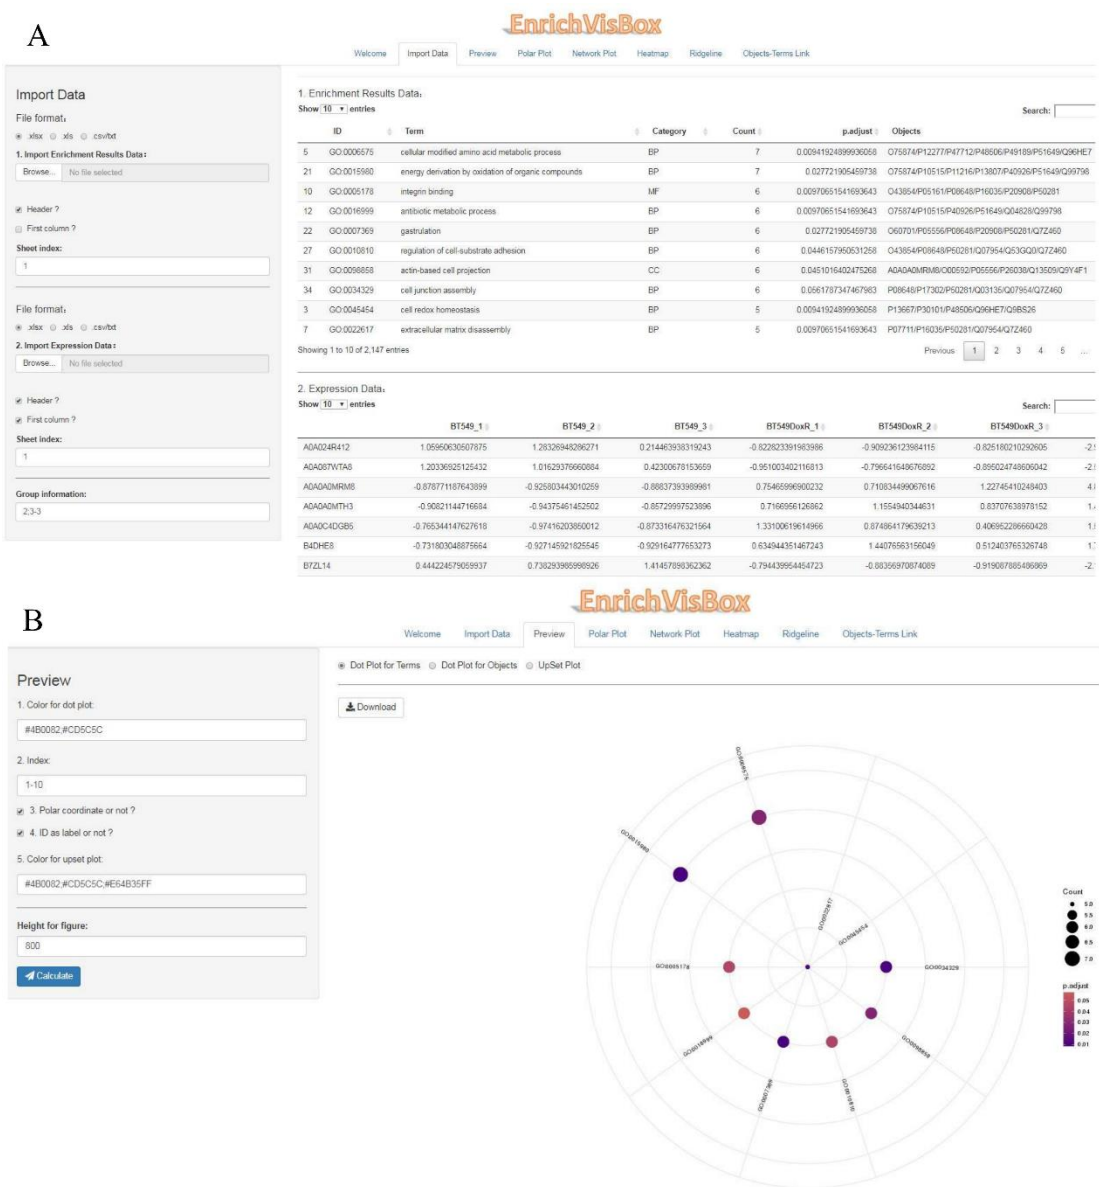 A
EnrichVisBox
Welcome Import Data Preview Polar Plot Network Plot Heatmap Ridgeline Objects-Terms Link
Import Data
File format:
.xlsx .xls .csv/txt
1. Import Enrichment Results Data:
Browse... No file selected
Header ?
First column ?
Sheet index:
1
File format:
.xlsx .xls .csv/txt
2. Import Expression Data:
Browse... No file selected
Header ?
First column ?
Sheet index:
1
Group information:
2;3-3
1. Enrichment Results Data:
Show 10 entries Search:
ID Term Category Count p.adjust Objects
5 GO:0006575 cellular modified amino acid metabolic process BP 7 0.00941924899936058 O75874/P12277/P47712/P48506/P49189/P51649/Q96HE7
21 GO:0015980 energy derivation by oxidation of organic compounds BP 7 0.027721905459738 O75874/P10515/P11216/P13807/P40926/P51649/Q99798
10 GO:0005178 integrin binding MF 6 0.00970651541693643 O43854/P05161/P08648/P16035/P20908/P50281
12 GO:0016999 antibiotic metabolic process BP 6 0.00970651541693643 O75874/P10515/P40926/P51649/Q04828/Q99798
22 GO:0007369 gastrulation BP 6 0.027721905459738 O60701/P05556/P08648/P20908/P50281/Q7Z460
27 GO:0010810 regulation of cell-substrate adhesion BP 6 0.0446157950531258 O43854/P08648/P50281/Q07954/Q53GQ0/Q7Z460
31 GO:0098858 actin-based cell projection CC 6 0.0451016402475268 A0A0A0MRM8/O00592/P05556/P26038/Q13509/Q9Y4F1
34 GO:0034329 cell junction assembly BP 6 0.0561787347467983 P08648/P17302/P50281/Q03135/Q07954/Q7Z460
3 GO:0045454 cell redox homeostasis BP 5 0.00941924899936058 P13667/P30101/P48506/Q96HE7/Q9BS26
7 GO:0022617 extracellular matrix disassembly BP 5 0.00970651541693643 P07711/P16035/P50281/Q07954/Q7Z460
Showing 1 to 10 of 2,147 entries Previous 1 2 3 4 5 ...
2. Expression Data:
Show 10 entries Search:
BT549_1 BT549_2 BT549_3 BT549DoxR_1 BT549DoxR_2 BT549DoxR_3
A0A024R412 1.05950630507875 1.28326948286271 0.214463938319243 -0.822823391983986 -0.909236123984115 -0.825180210292605
A0A087WTA8 1.20336925125432 1.01629376660884 0.42300678153659 -0.951003402116813 -0.796641648676892 -0.895024748606042
A0A0A0MRM8 -0.878771187643899 -0.925803443010259 -0.88837393989981 0.75465996900232 0.710834499067616 1.22745410248403
A0A0A0MTH3 -0.90821144716684 -0.94375461452502 -0.85729997523896 0.7166956126862 1.1554940344631 0.83707638978152
A0A0C4DGB5 -0.765344147627618 -0.97416203850012 -0.873316476321564 1.33100619614966 0.874864179639213 0.406952286660428
B4DHE8 -0.731803048875664 -0.927145921825545 -0.929164777653273 0.634944351467243 1.44076563156049 0.512403765326748
B7ZL14 0.444224579059937 0.738293985998926 1.41457898362362 -0.794439954454723 -0.88356970874089 -0.919087885486869
B
EnrichVisBox
Welcome Import Data Preview Polar Plot Network Plot Heatmap Ridgeline Objects-Terms Link
Preview
1. Color for dot plot:
#4B0082;#CD5C5C
2. Index:
1-10
3. Polar coordinate or not ?
4. ID as label or not ?
5. Color for upset plot:
#4B0082;#CD5C5C;#E64B35FF
Height for figure:
800
Calculate
Dot Plot for Terms Dot Plot for Objects UpSet Plot
Download
GO:0006575
GO:0015980
GO:0022617
GO:0045454
GO:0005178
GO:0034329
GO:0016999
GO:0098858
GO:0007369
GO:0010810
Count
5.0
5.5
6.0
6.5
7.0
p.adjust
0.05
0.04
0.03
0.02
0.01